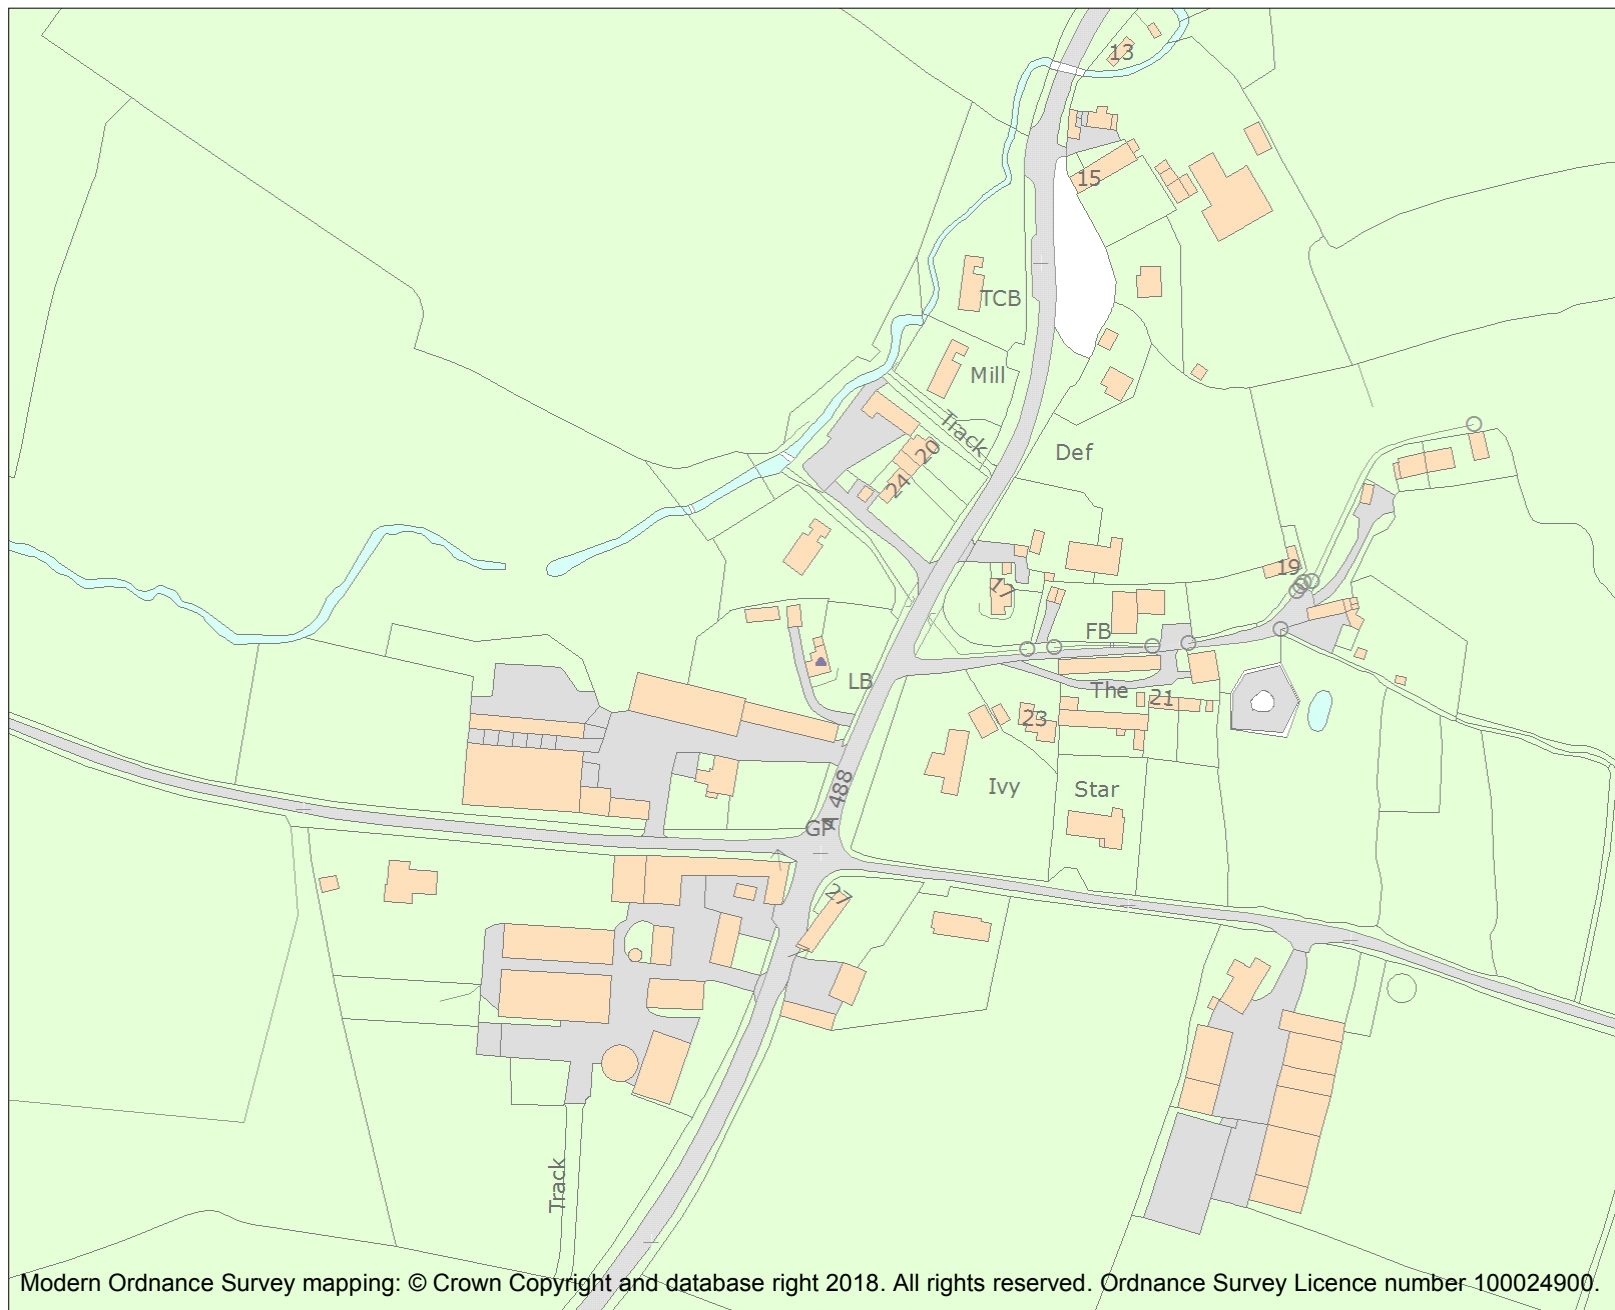 13
15
TCB
Mill
Track
20
24
Def
19
17
FB
LB
The
21
23
488
Ivy
Star
GP
27
Track
Modern Ordnance Survey mapping: © Crown Copyright and database right 2018. All rights reserved. Ordnance Survey Licence number 100024900.